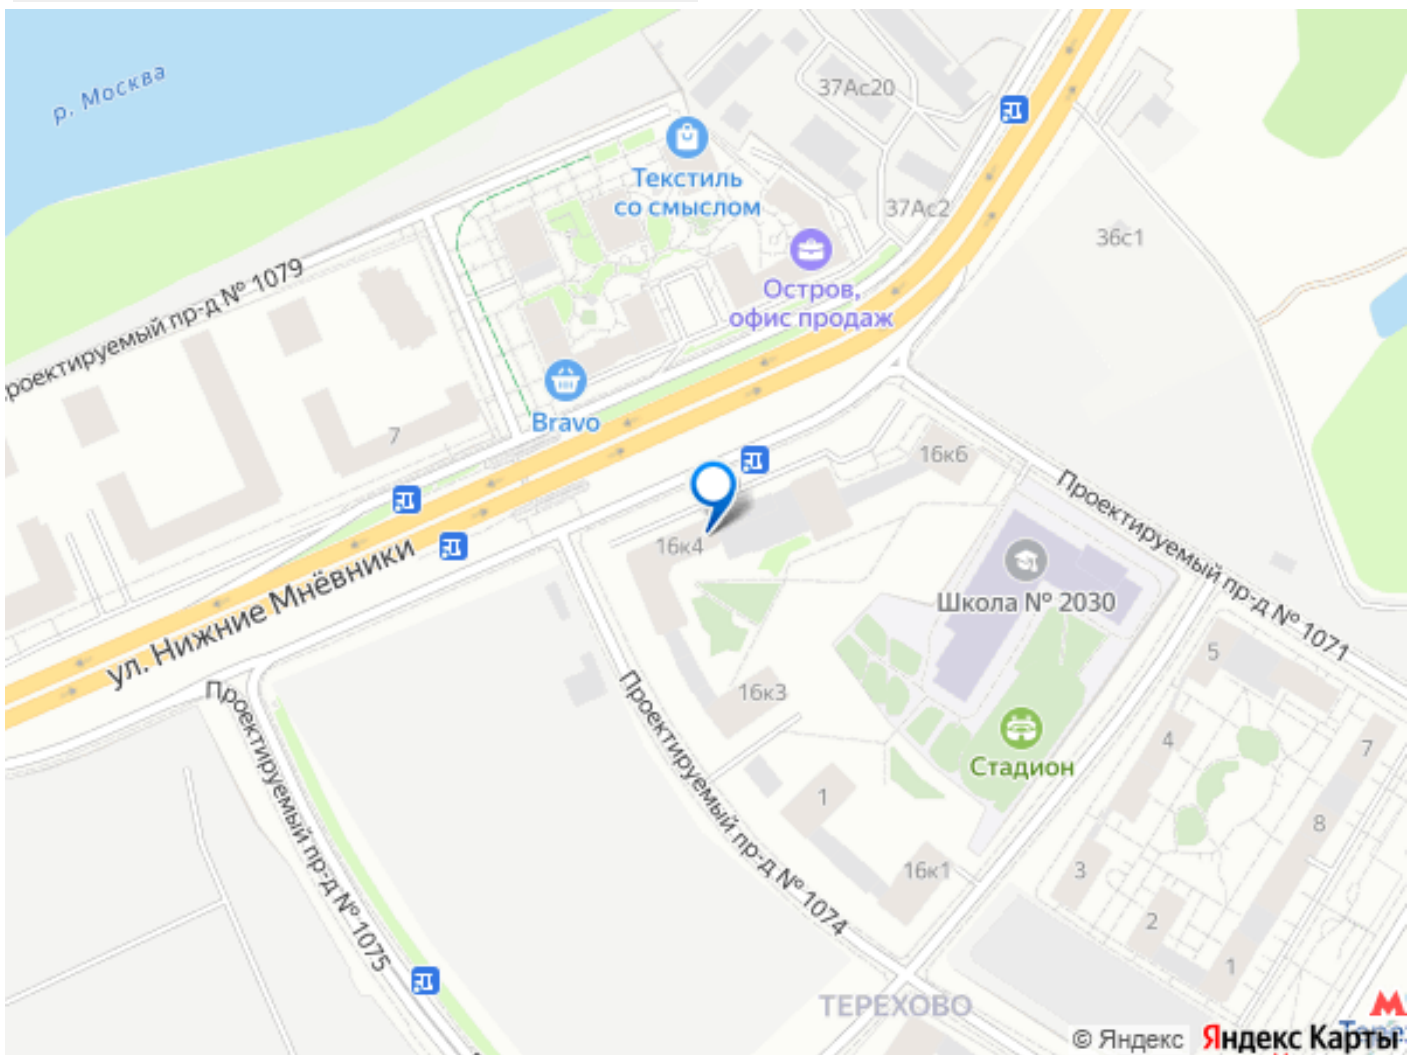 р. Москва
37Ас20
Текстиль
со смыслом
37Ас2
36с1
Остров,
офис продаж
роектируемый пр-д № 1079
Bravo
7
16к6
Проектируемый пр-д № 1071
16к4
ул. Нижние Мнёвники
Школа № 2030
5
16к3
Проектируемый пр-д № 1075
Проектируемый пр-д № 1074
Стадион
4
7
1
8
16к1
3
2
1
ТЕРЕХОВО
© Яндекс
Яндекс Карты